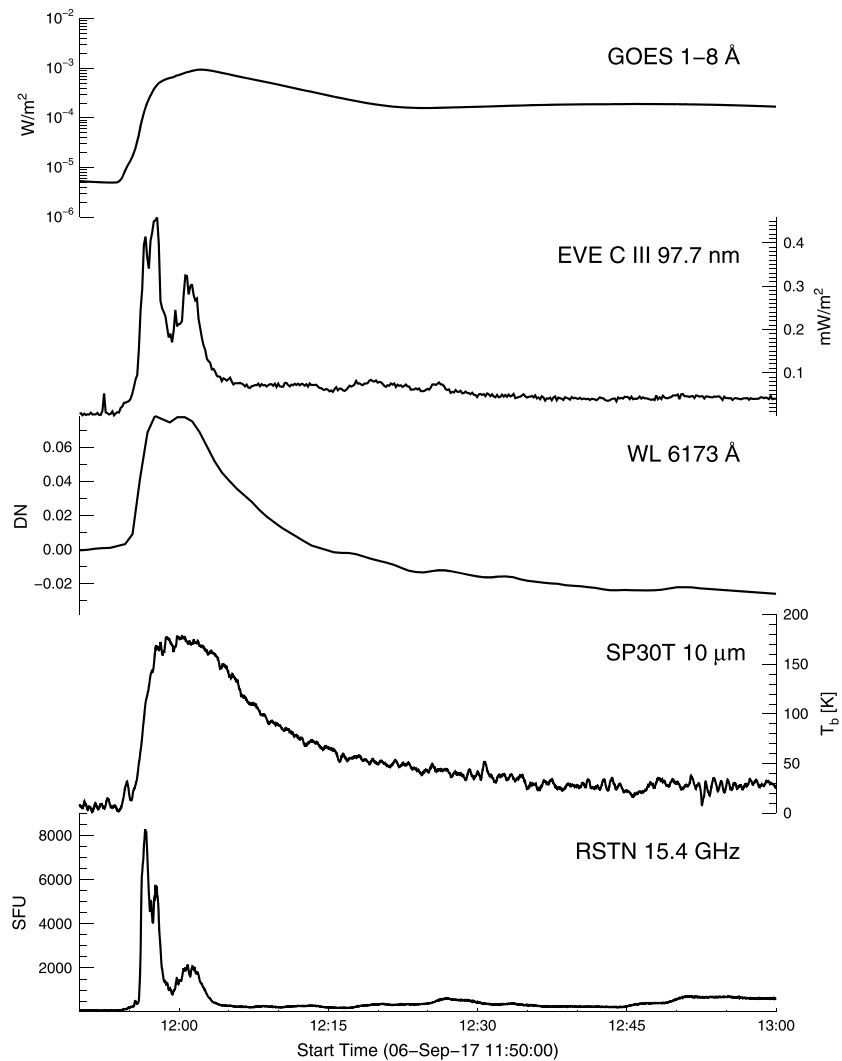 10⁻²
GOES 1−8 Å
10⁻³
W/m²
10⁻⁴
10⁻⁵
10⁻⁶
EVE C III 97.7 nm
0.4
0.3
mW/m²
0.2
0.1
WL 6173 Å
0.06
0.04
DN
0.02
0.00
−0.02
200
SP30T 10 μm
150
T_b [K]
100
50
0
RSTN 15.4 GHz
8000
6000
SFU
4000
2000
12:00 12:15 12:30 12:45 13:00
Start Time (06−Sep−17 11:50:00)